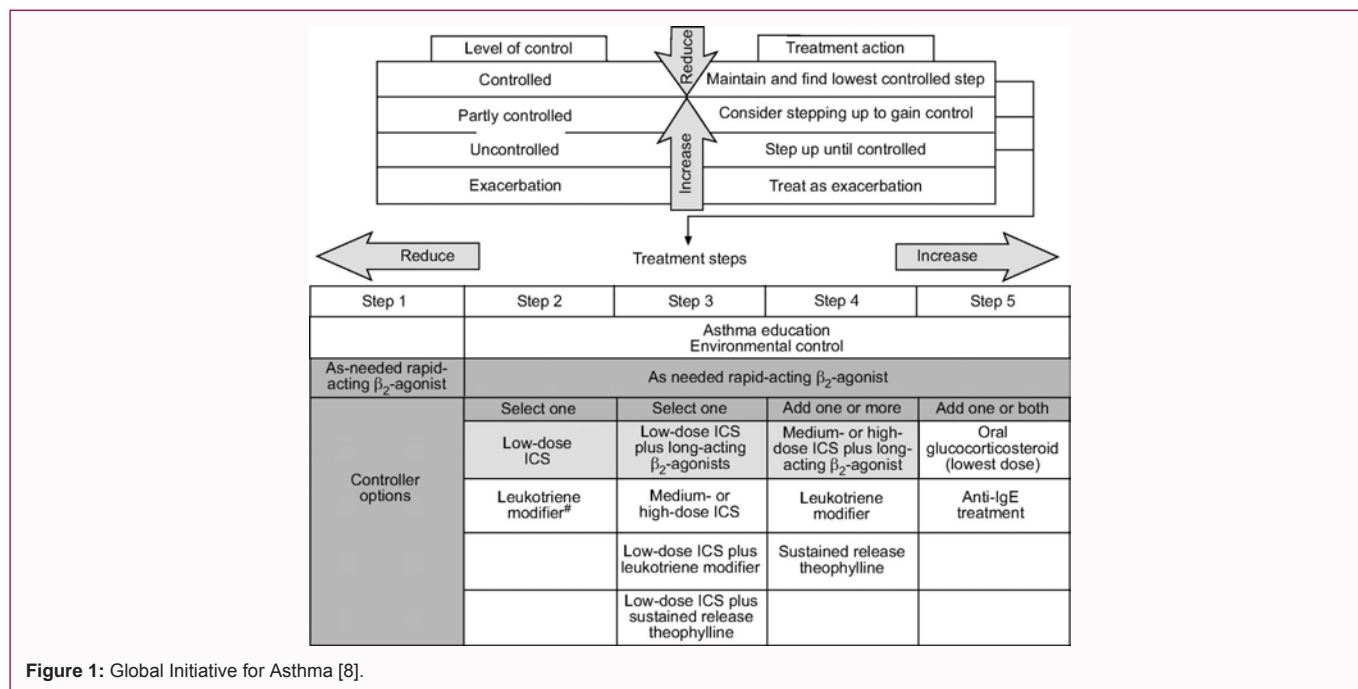 Level of control
Treatment action
Reduce
Controlled
Maintain and find lowest controlled step
Partly controlled
Consider stepping up to gain control
Uncontrolled
Step up until controlled
Increase
Exacerbation
Treat as exacerbation
Reduce
Treatment steps
Increase
Step 1
Step 2
Step 3
Step 4
Step 5
Asthma education
Environmental control
As-needed rapid-
acting β₂-agonist
As needed rapid-acting β₂-agonist
Controller
options
Select one
Select one
Add one or more
Add one or both
Low-dose
ICS
Low-dose ICS
plus long-acting
β₂-agonists
Medium- or high-
dose ICS plus long-
acting β₂-agonist
Oral
glucocorticosteroid
(lowest dose)
Leukotriene
modifier#
Medium- or
high-dose ICS
Leukotriene
modifier
Anti-IgE
treatment
Low-dose ICS plus
leukotriene modifier
Sustained release
theophylline
Low-dose ICS plus
sustained release
theophylline
Figure 1: Global Initiative for Asthma [8].